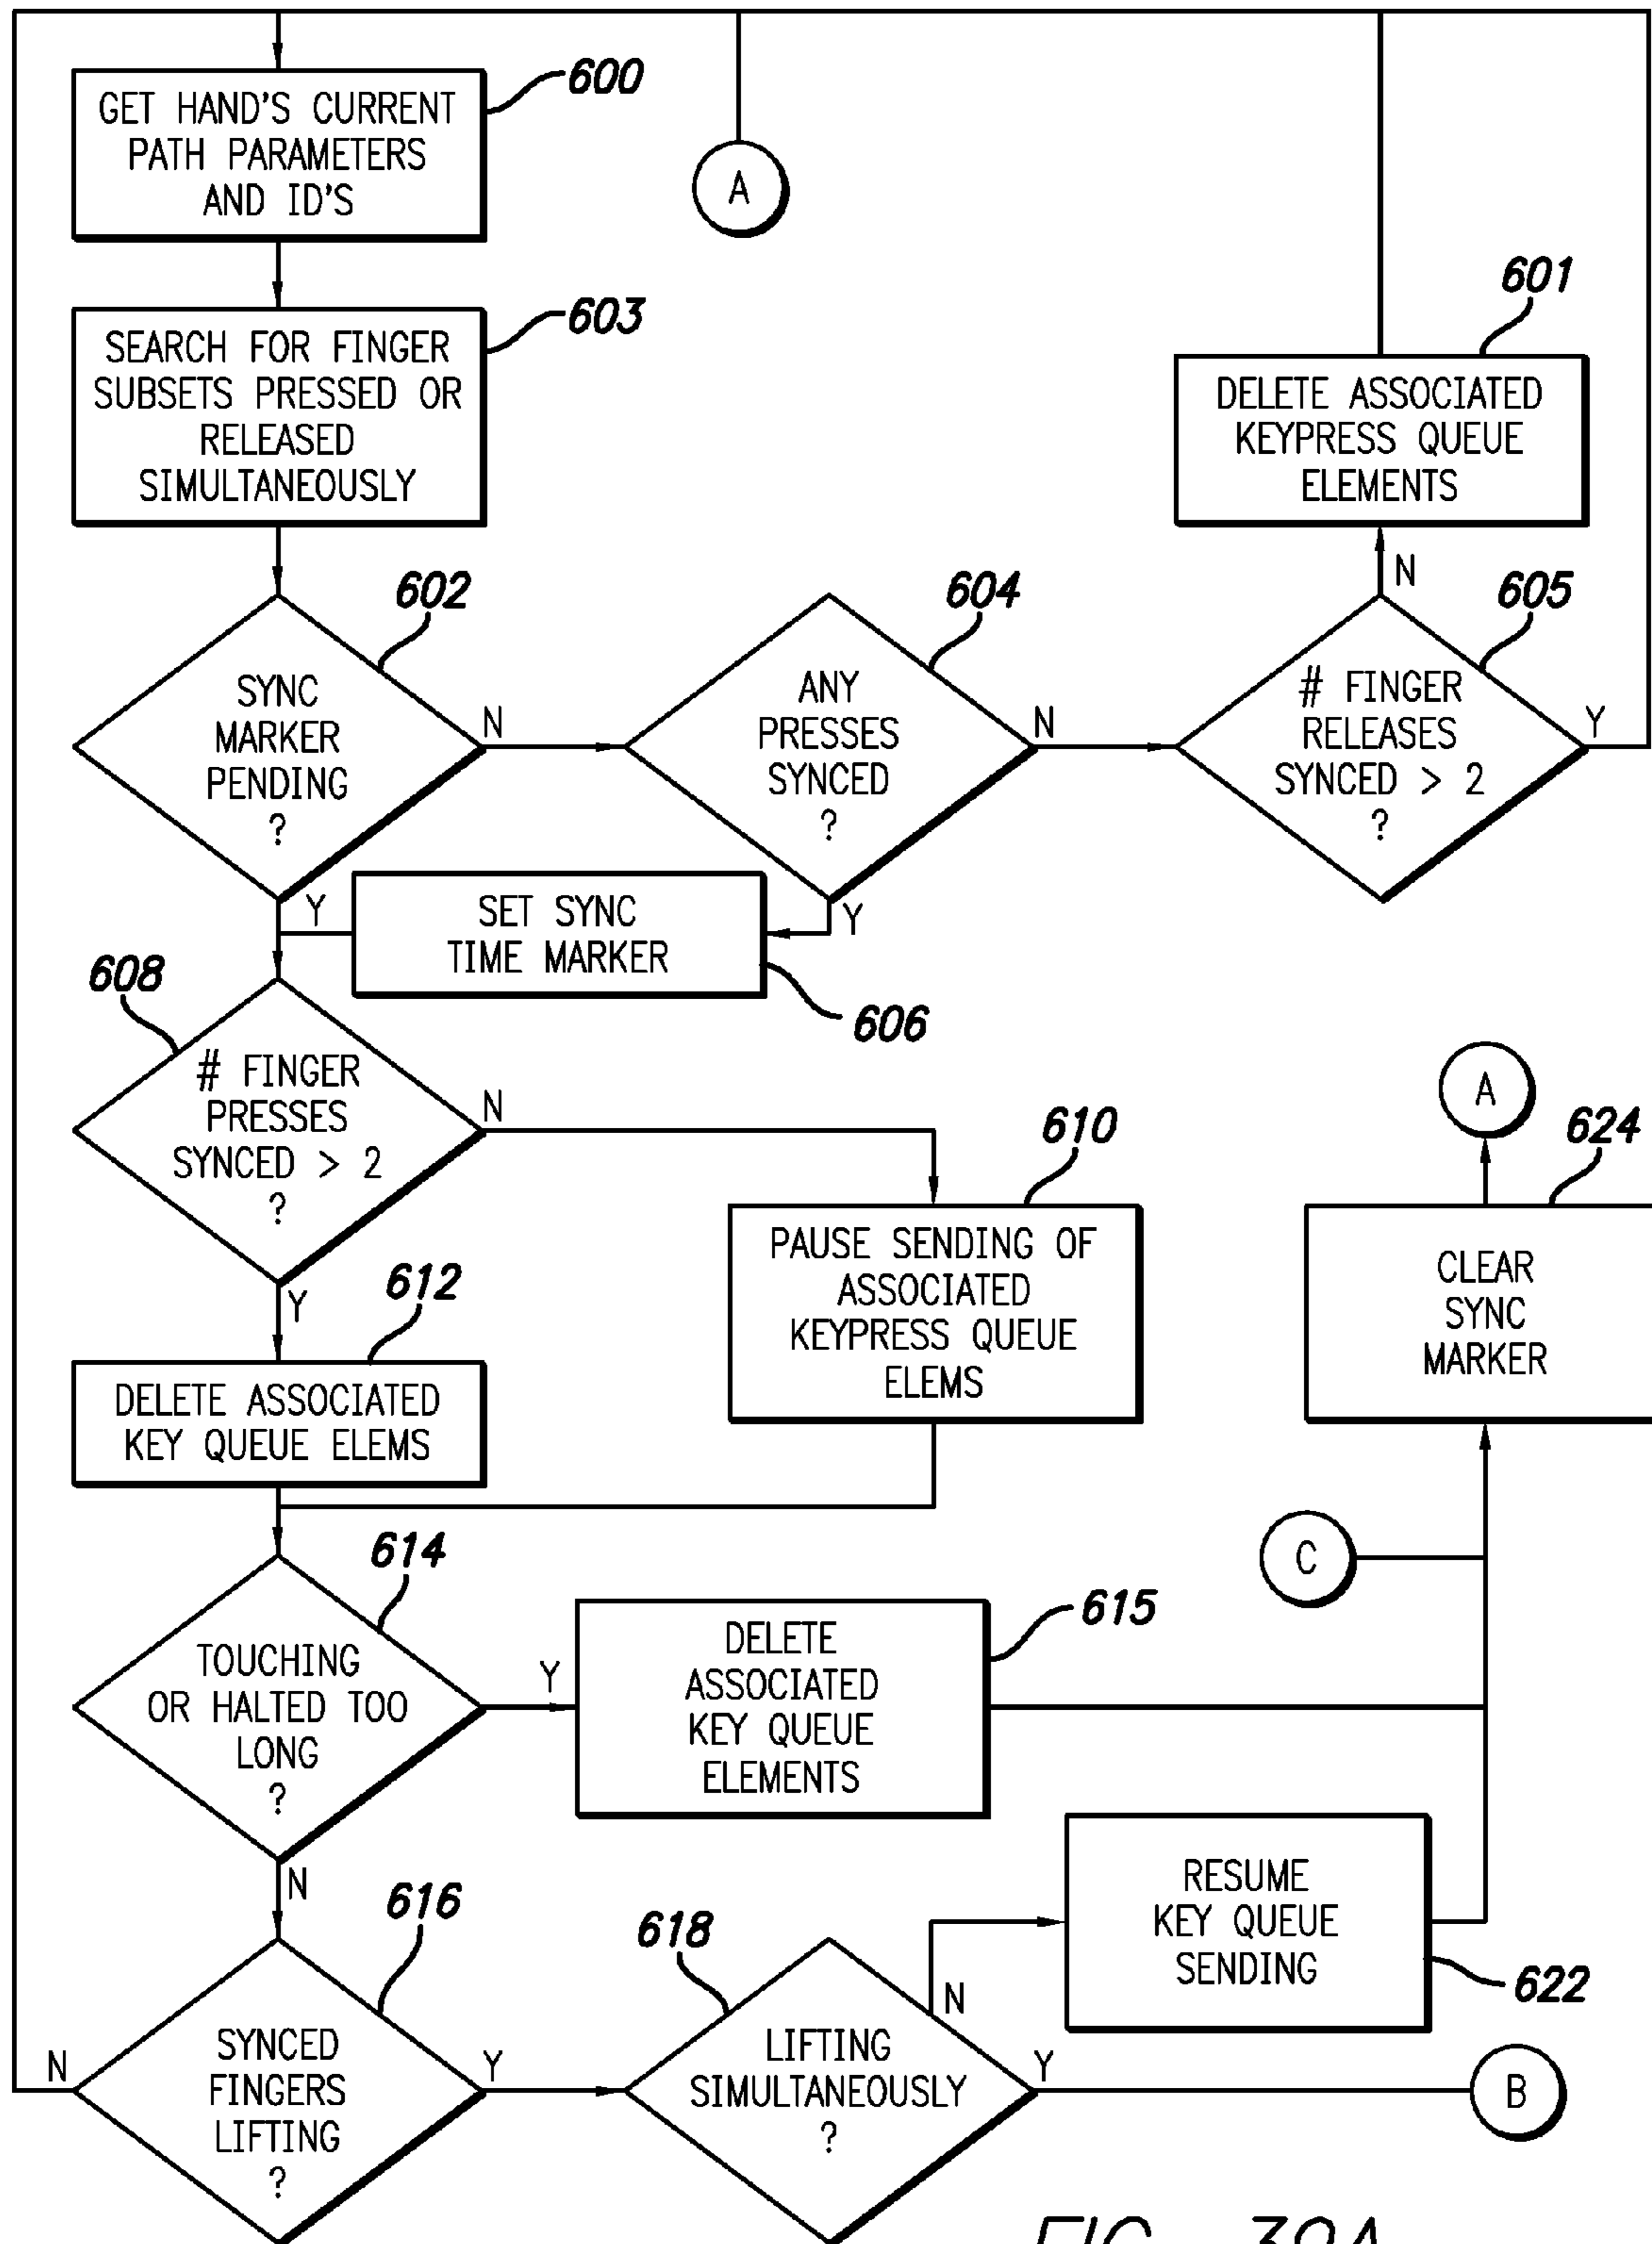 600
GET HAND'S CURRENT
PATH PARAMETERS
AND ID'S
A
603
SEARCH FOR FINGER
SUBSETS PRESSED OR
RELEASED
SIMULTANEOUSLY
601
DELETE ASSOCIATED
KEYPRESS QUEUE
ELEMENTS
N
602
SYNC
MARKER
PENDING
?
N
Y
604
ANY
PRESSES
SYNCED
?
N
Y
605
# FINGER
RELEASES
SYNCED > 2
?
Y
SET SYNC
TIME MARKER
606
608
# FINGER
PRESSES
SYNCED > 2
?
N
Y
610
PAUSE SENDING OF
ASSOCIATED
KEYPRESS QUEUE
ELEMS
A
624
CLEAR
SYNC
MARKER
612
DELETE ASSOCIATED
KEY QUEUE ELEMS
C
614
TOUCHING
OR HALTED TOO
LONG
?
Y
N
615
DELETE
ASSOCIATED
KEY QUEUE
ELEMENTS
RESUME
KEY QUEUE
SENDING
622
616
SYNCED
FINGERS
LIFTING
?
N
Y
618
LIFTING
SIMULTANEOUSLY
?
N
Y
B
FIG. 39A